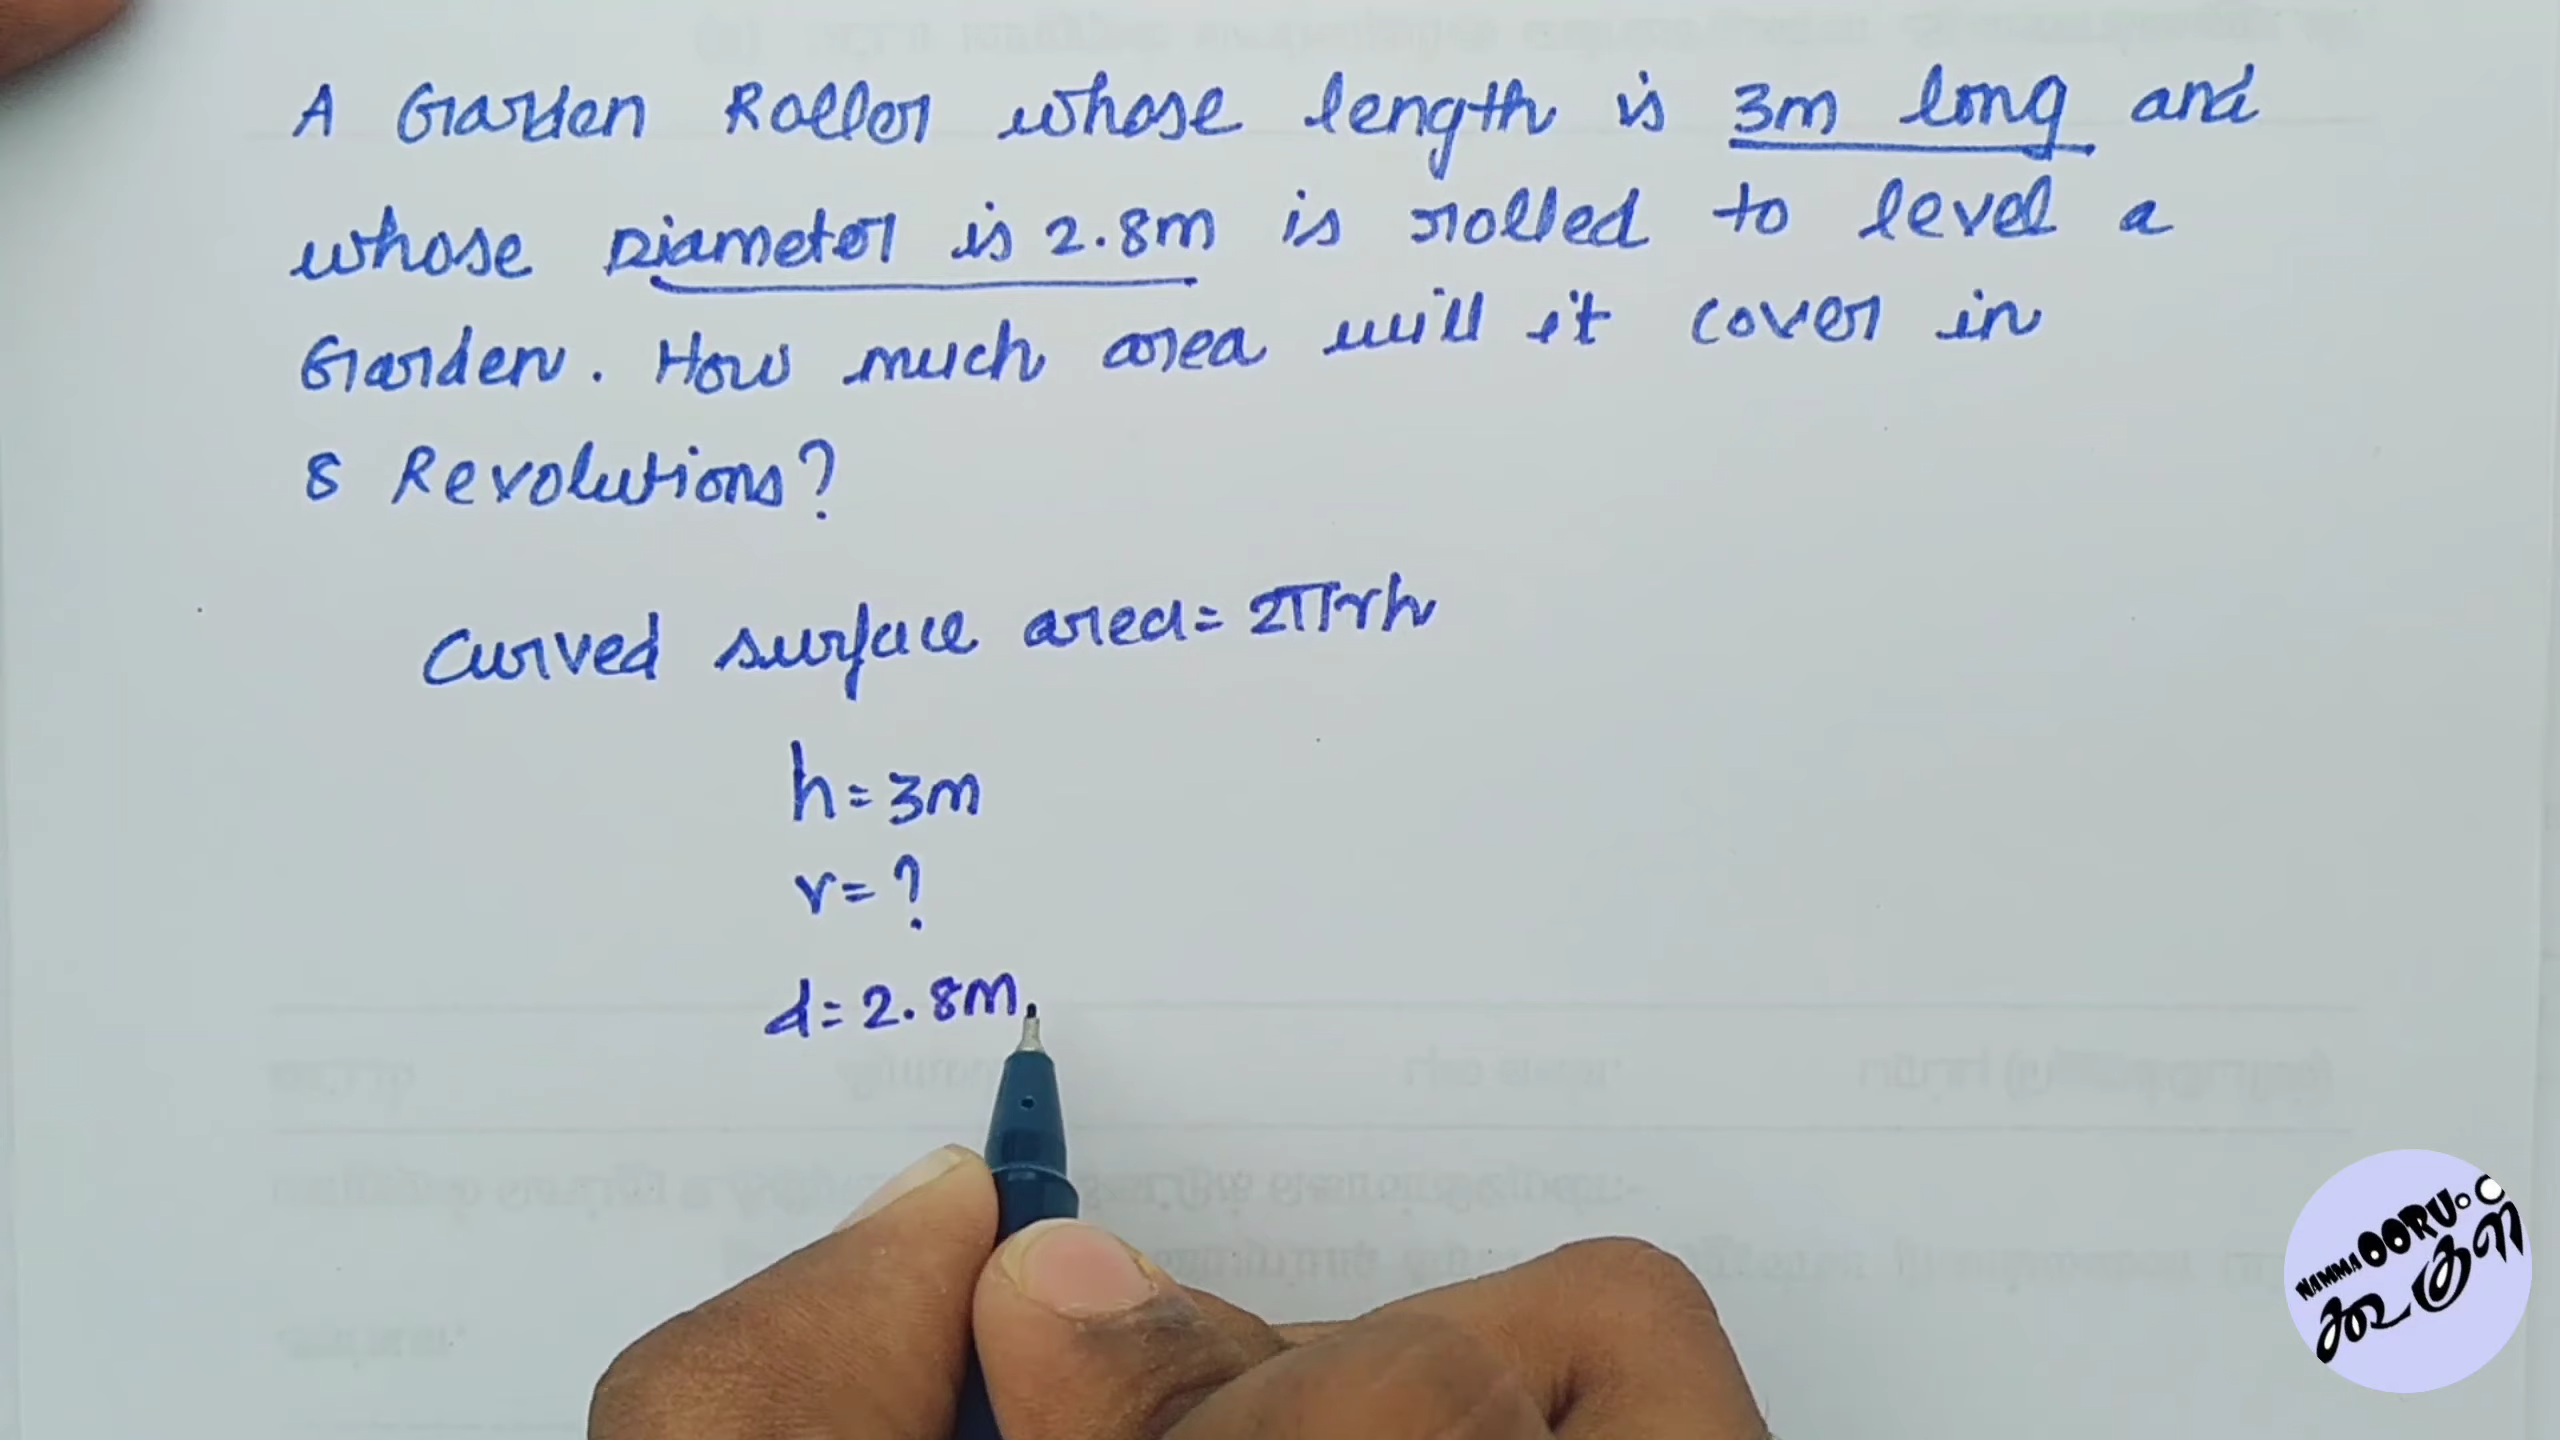 A Garden Roller whose length is 3m long and
whose Diameter is 2.8m is rolled to level a
Garden. How much area will it cover in
8 Revolutions?
Curved surface area = 2πrh
h = 3m
r = ?
d = 2.8m
NAMMA OORU